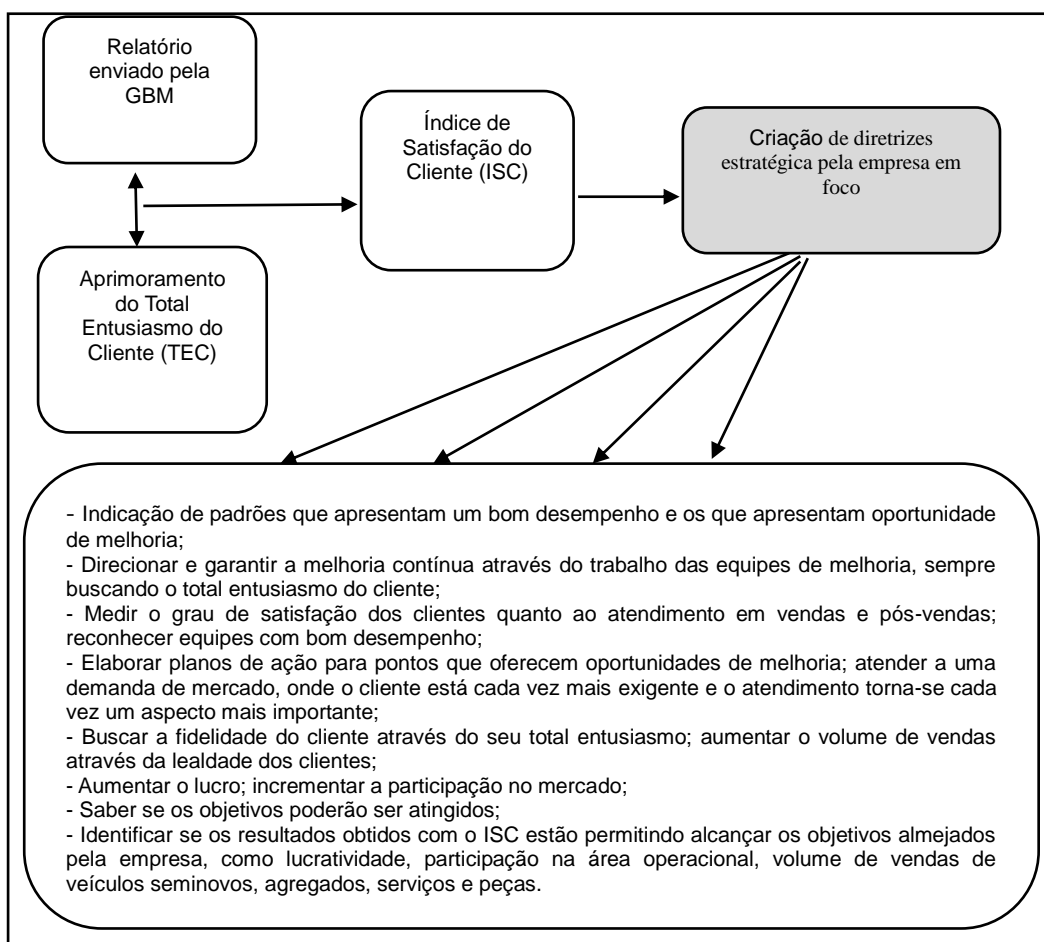 Relatório
enviado pela
GBM
Índice de
Satisfação do
Cliente (ISC)
Criação de diretrizes
estratégica pela empresa em
foco
Aprimoramento
do Total
Entusiasmo do
Cliente (TEC)
- Indicação de padrões que apresentam um bom desempenho e os que apresentam oportunidade
de melhoria;
- Direcionar e garantir a melhoria contínua através do trabalho das equipes de melhoria, sempre
buscando o total entusiasmo do cliente;
- Medir o grau de satisfação dos clientes quanto ao atendimento em vendas e pós-vendas;
reconhecer equipes com bom desempenho;
- Elaborar planos de ação para pontos que oferecem oportunidades de melhoria; atender a uma
demanda de mercado, onde o cliente está cada vez mais exigente e o atendimento torna-se cada
vez um aspecto mais importante;
- Buscar a fidelidade do cliente através do seu total entusiasmo; aumentar o volume de vendas
através da lealdade dos clientes;
- Aumentar o lucro; incrementar a participação no mercado;
- Saber se os objetivos poderão ser atingidos;
- Identificar se os resultados obtidos com o ISC estão permitindo alcançar os objetivos almejados
pela empresa, como lucratividade, participação na área operacional, volume de vendas de
veículos seminovos, agregados, serviços e peças.